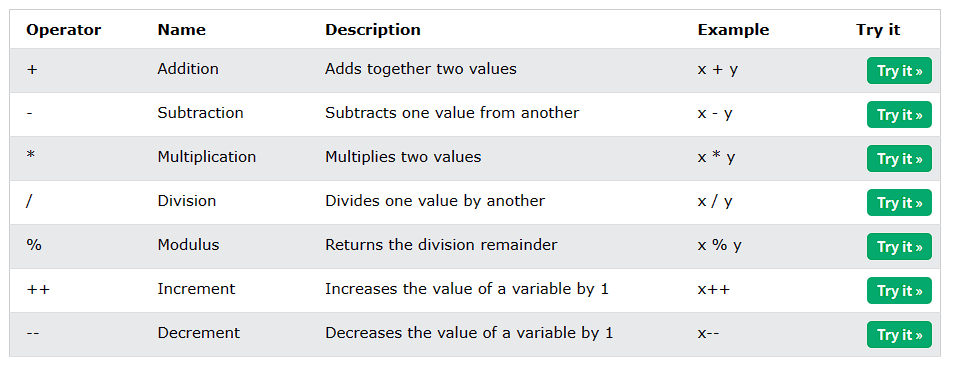 Operator Name Description Example Try it
+ Addition Adds together two values x + y Try it »
- Subtraction Subtracts one value from another x - y Try it »
* Multiplication Multiplies two values x * y Try it »
/ Division Divides one value by another x / y Try it »
% Modulus Returns the division remainder x % y Try it »
++ Increment Increases the value of a variable by 1 x++ Try it »
-- Decrement Decreases the value of a variable by 1 x-- Try it »